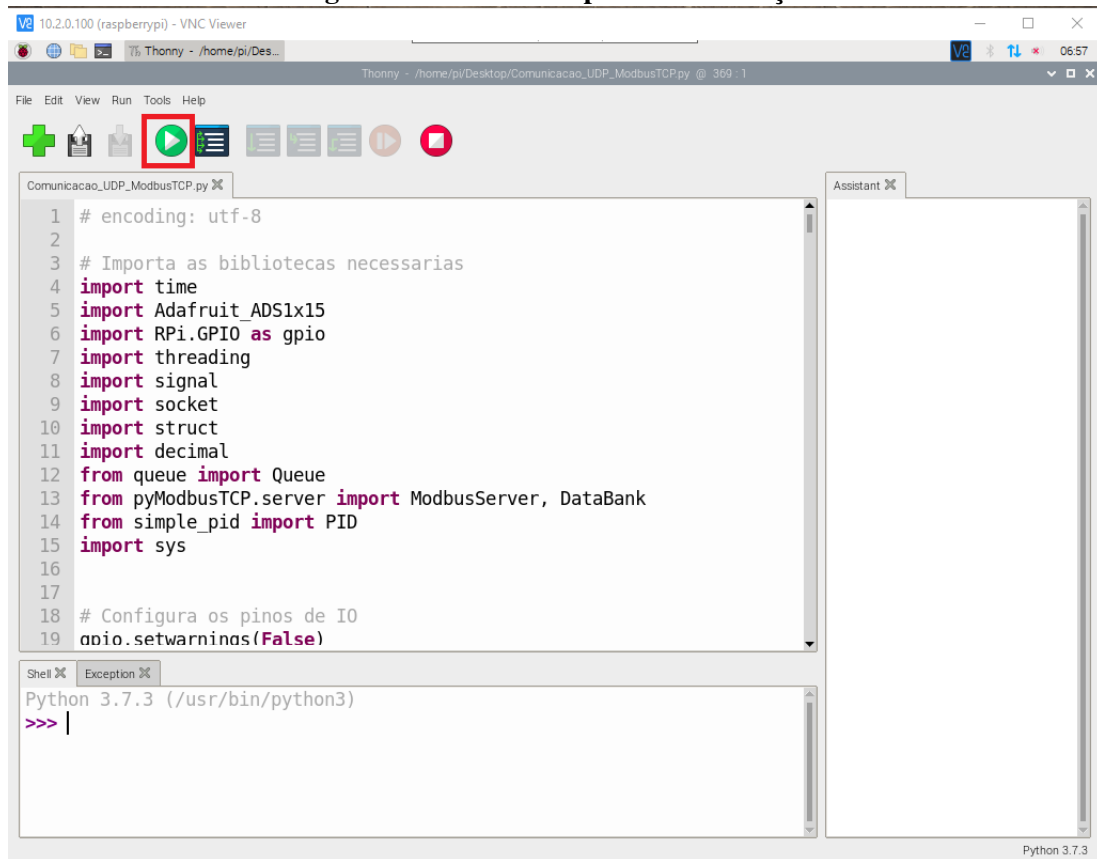 10.2.0.100 (raspberrypi) - VNC Viewer
Thonny - /home/pi/Des...
06:57
Thonny - /home/pi/Desktop/Comunicacao_UDP_ModbusTCP.py @ 369 : 1
File Edit View Run Tools Help
Comunicacao_UDP_ModbusTCP.py
Assistant
1 # encoding: utf-8
2
3 # Importa as bibliotecas necessarias
4 import time
5 import Adafruit_ADS1x15
6 import RPi.GPIO as gpio
7 import threading
8 import signal
9 import socket
10 import struct
11 import decimal
12 from queue import Queue
13 from pyModbusTCP.server import ModbusServer, DataBank
14 from simple_pid import PID
15 import sys
16
17
18 # Configura os pinos de IO
19 gpio.setwarnings(False)
Shell Exception
Python 3.7.3 (/usr/bin/python3)
>>>
Python 3.7.3